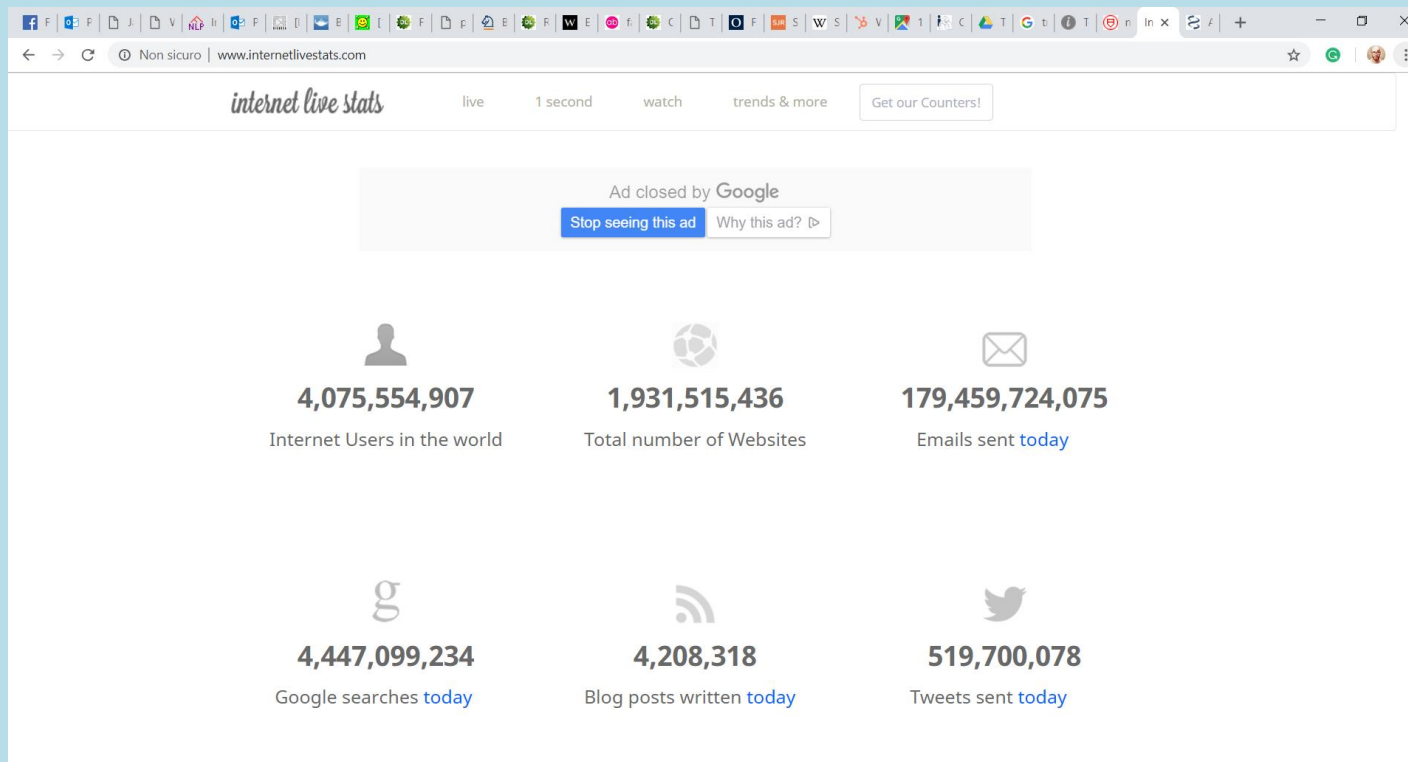 Non sicuro | www.internetlivestats.com
internet live stats live 1 second watch trends & more Get our Counters!
Ad closed by Google
Stop seeing this ad Why this ad?
4,075,554,907 1,931,515,436 179,459,724,075
Internet Users in the world Total number of Websites Emails sent today
4,447,099,234 4,208,318 519,700,078
Google searches today Blog posts written today Tweets sent today